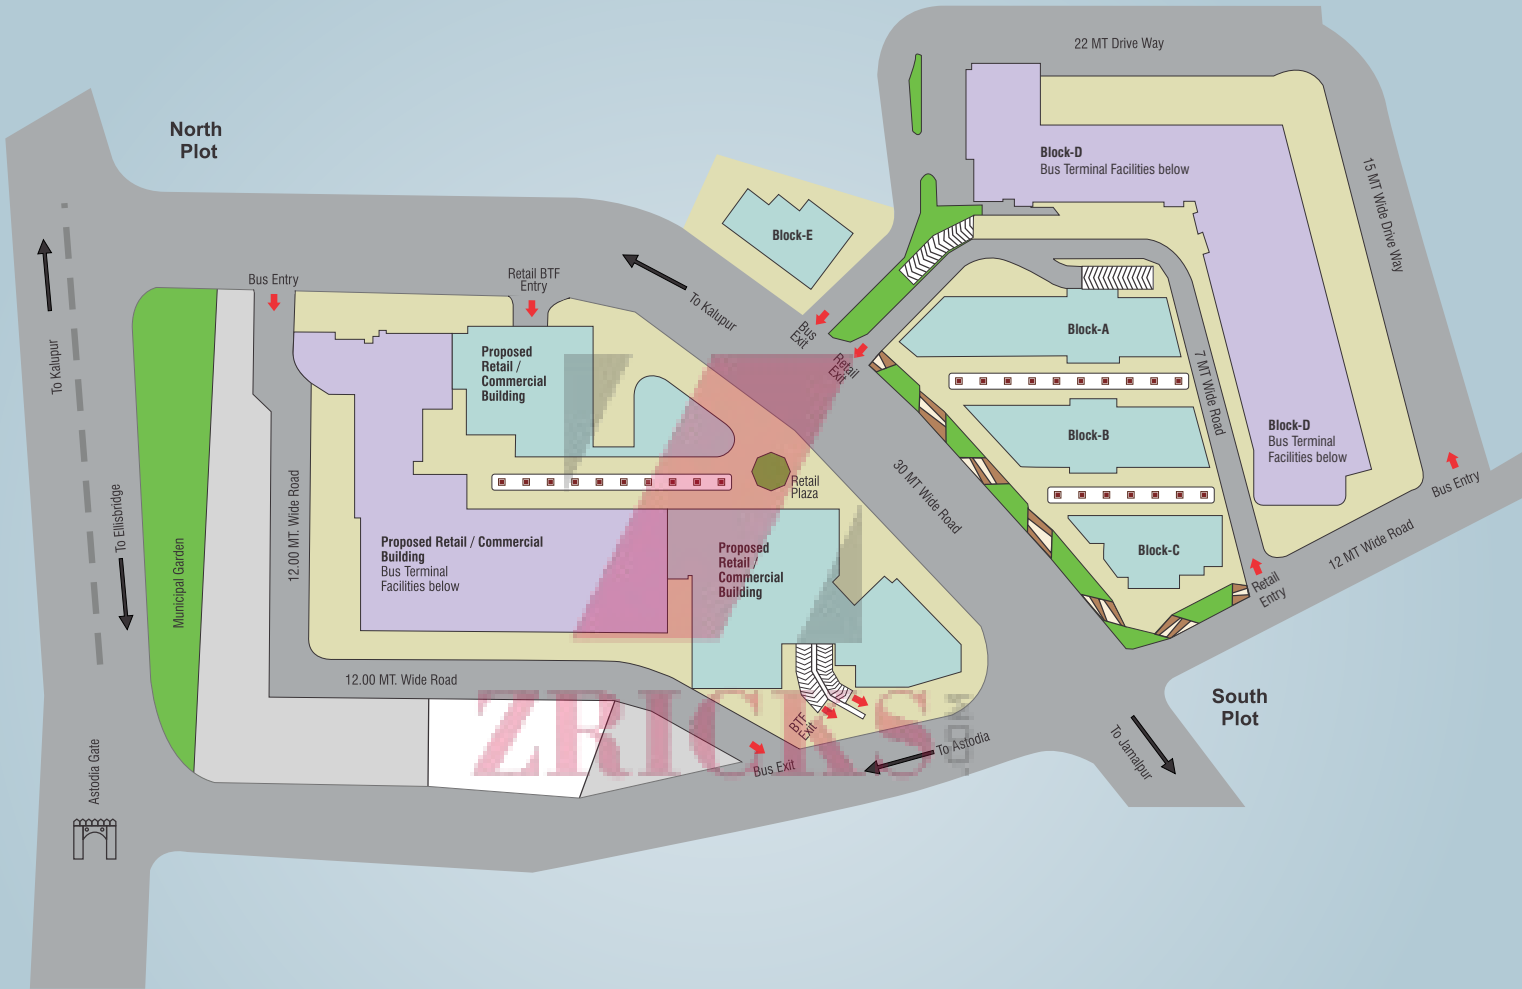 22 MT Drive Way
North
Plot
Block-D
Bus Terminal Facilities below
15 MT Wide Drive Way
Block-E
Bus Entry
Retail BTF
Entry
To Kalupur
Bus
Exit
Retail
Exit
Block-A
7 MT Wide Road
To Kalupur
Proposed
Retail /
Commercial
Building
Block-B
Block-D
Bus Terminal
Facilities below
Bus Entry
Retail
Plaza
30 MT Wide Road
12.00 MT. Wide Road
To Ellisbridge
Municipal Garden
Proposed Retail / Commercial
Building
Bus Terminal
Facilities below
Proposed
Retail /
Commercial
Building
Block-C
12 MT Wide Road
Retail
Entry
12.00 MT. Wide Road
South
Plot
ZRICKS
.COM
BTF
Exit
To Astodia
To Jamalpur
Bus Exit
Astodia Gate